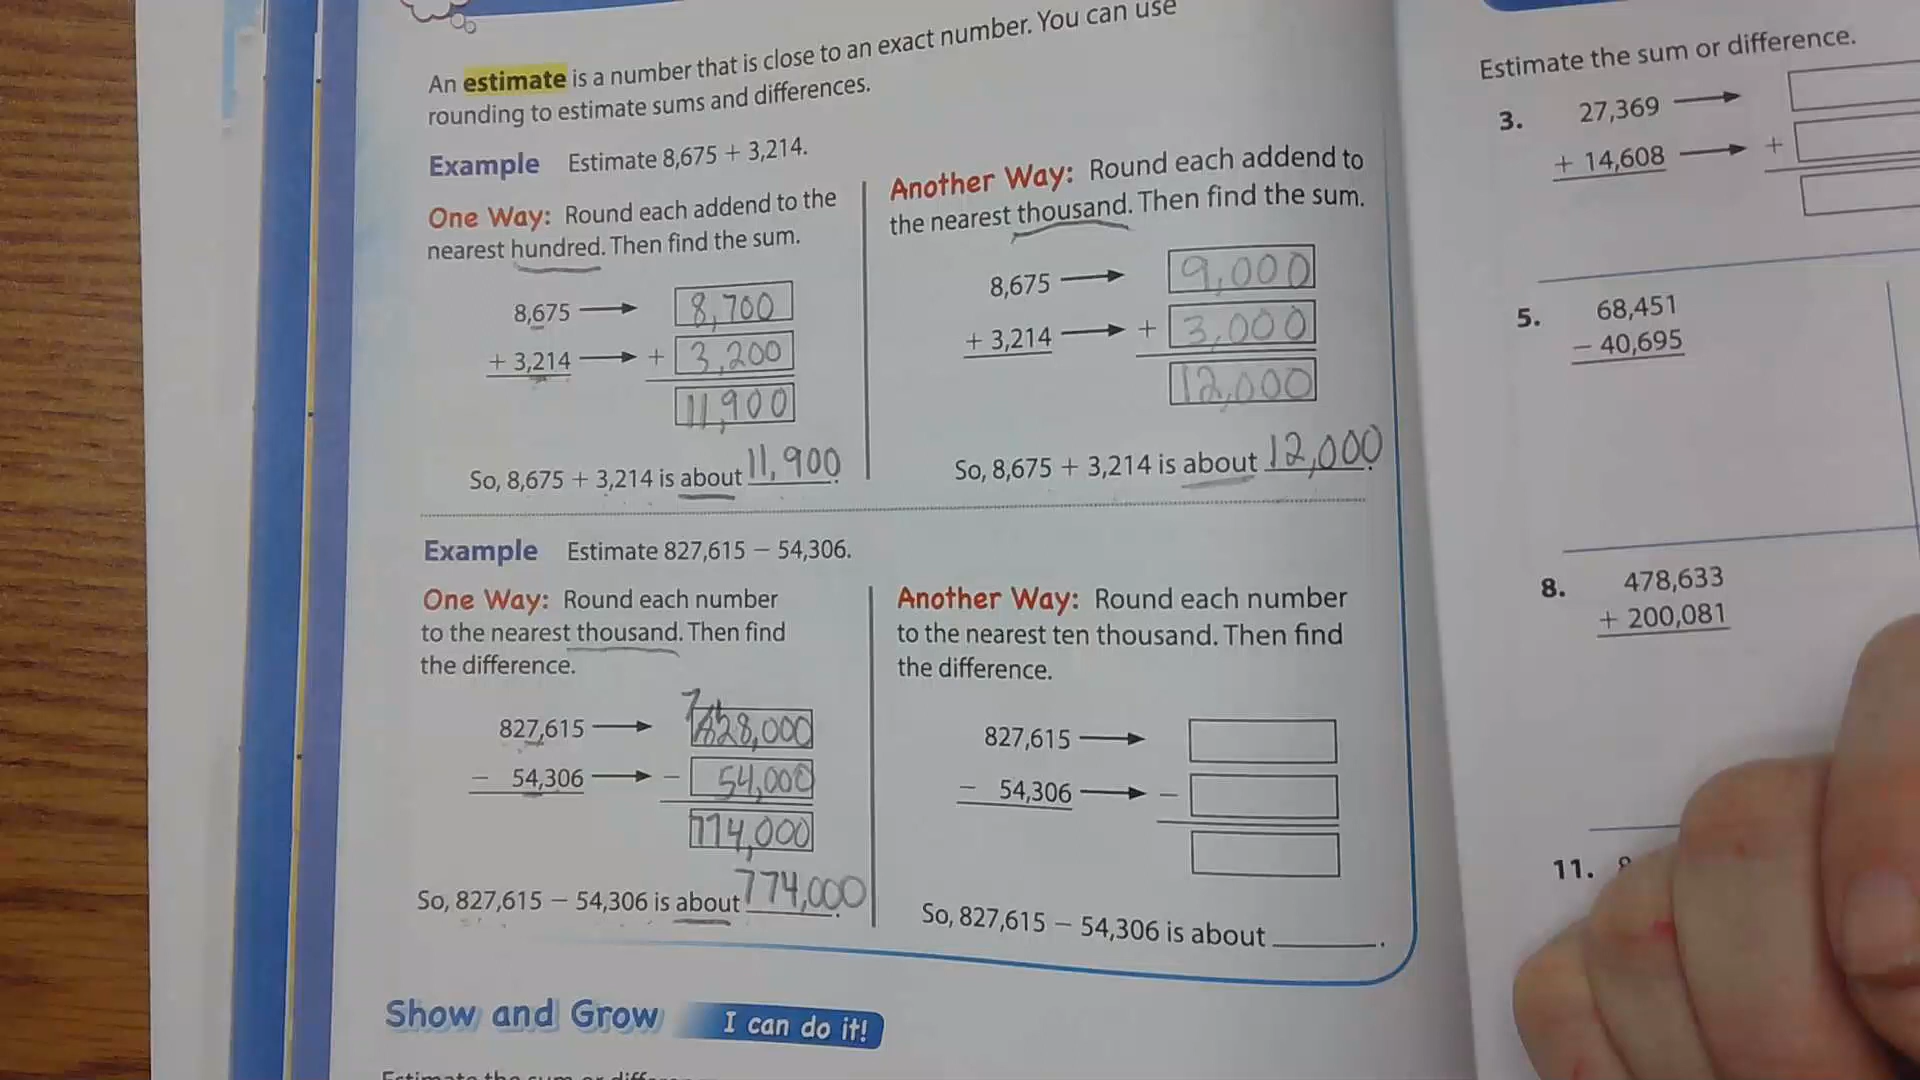 An estimate is a number that is close to an exact number. You can use
rounding to estimate sums and differences.
Example Estimate 8,675 + 3,214.
One Way: Round each addend to the
nearest hundred. Then find the sum.
8,675 → 8,700
+ 3,214 → + 3,200
11,900
So, 8,675 + 3,214 is about 11,900.
Another Way: Round each addend to
the nearest thousand. Then find the sum.
8,675 → 9,000
+ 3,214 → + 3,000
12,000
So, 8,675 + 3,214 is about 12,000.
Example Estimate 827,615 − 54,306.
One Way: Round each number
to the nearest thousand. Then find
the difference.
7 1
827,615 → 828,000
− 54,306 → − 54,000
774,000
So, 827,615 − 54,306 is about 774,000.
Another Way: Round each number
to the nearest ten thousand. Then find
the difference.
827,615 →
− 54,306 → −
So, 827,615 − 54,306 is about ______.
Show and Grow I can do it!
Estimate the sum or difference.
3. 27,369 →
+ 14,608 → +
5. 68,451
− 40,695
8. 478,633
+ 200,081
11.